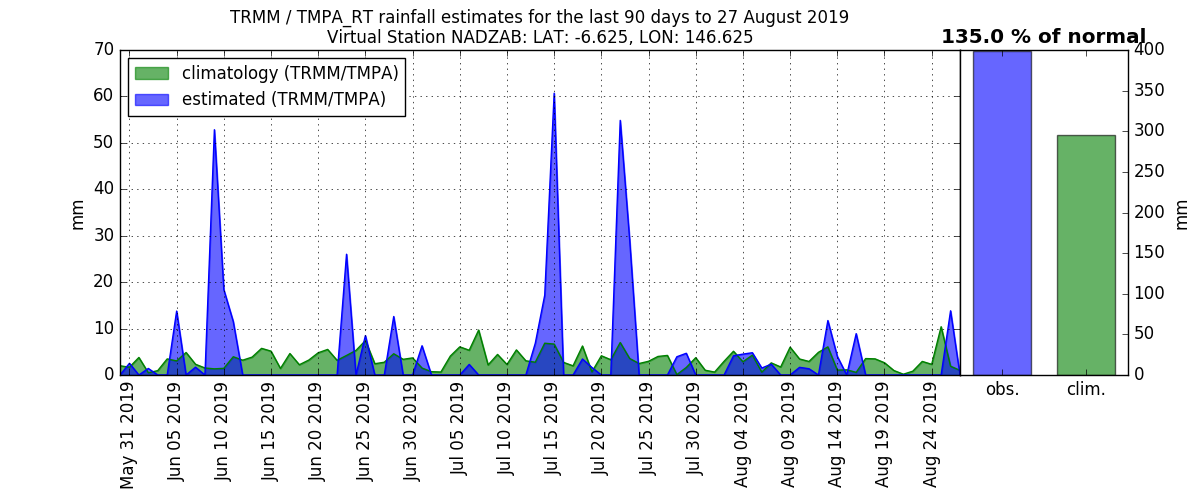 TRMM / TMPA_RT rainfall estimates for the last 90 days to 27 August 2019
Virtual Station NADZAB: LAT: -6.625, LON: 146.625
135.0 % of normal
climatology (TRMM/TMPA)
estimated (TRMM/TMPA)
mm
70
60
50
40
30
20
10
0
May 31 2019
Jun 05 2019
Jun 10 2019
Jun 15 2019
Jun 20 2019
Jun 25 2019
Jun 30 2019
Jul 05 2019
Jul 10 2019
Jul 15 2019
Jul 20 2019
Jul 25 2019
Jul 30 2019
Aug 04 2019
Aug 09 2019
Aug 14 2019
Aug 19 2019
Aug 24 2019
obs.
clim.
400
350
300
250
200
150
100
50
0
mm